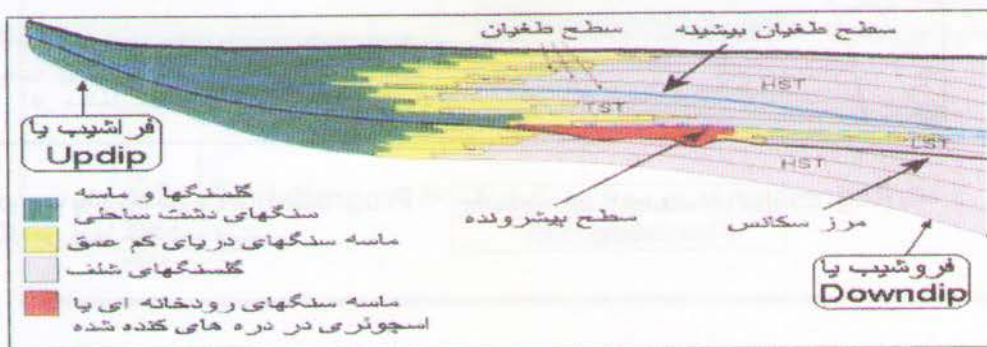 سطح طغیان
سطح طغیان بیشینه
HST
TST
LST
HST
فراشیب یا
Updip
سطح پیشرونده
مرز سکانس
فروشیب یا
Downdip
گلسنگها و ماسه
سنگهای دشت ساحلی
ماسه سنگهای دریای کم عمق
گلسنگهای شلف
ماسه سنگهای رودخانه ای یا
اسچوئری در دره های کنده شده